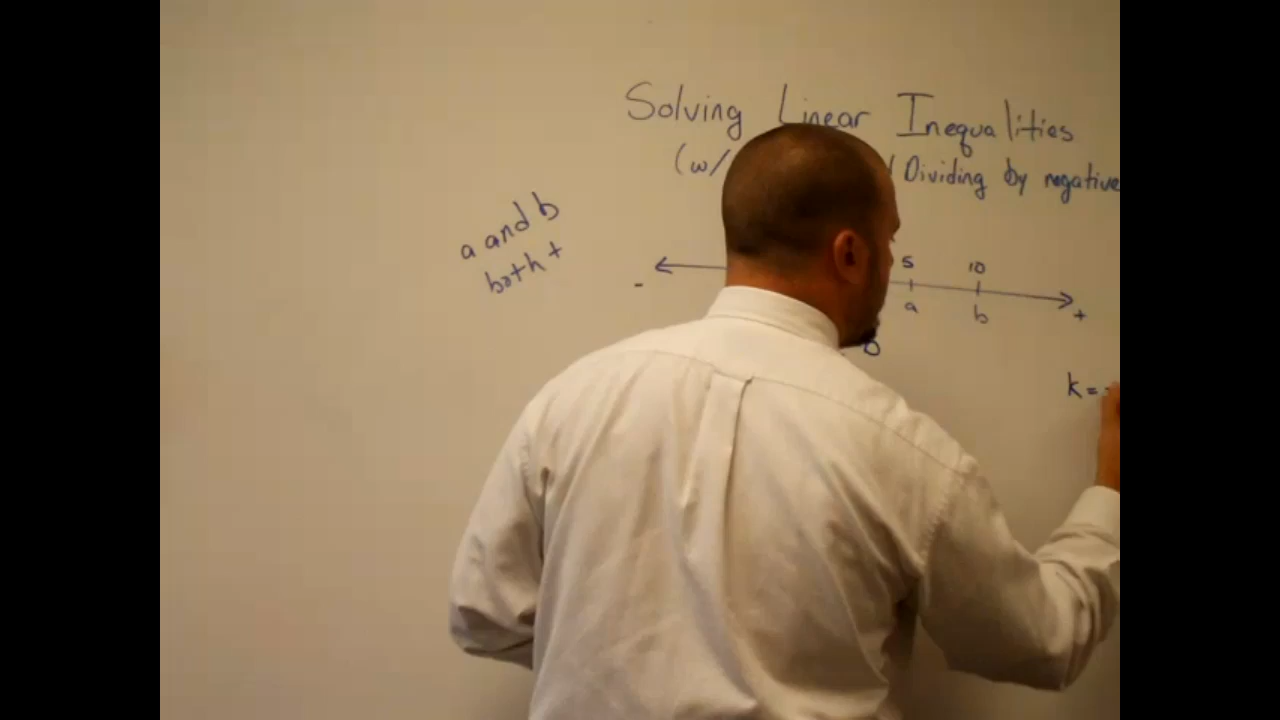 Solving Linear Inequalities
(w/ Dividing by negative
a and b
both +
5 10
- a b +
0
k =